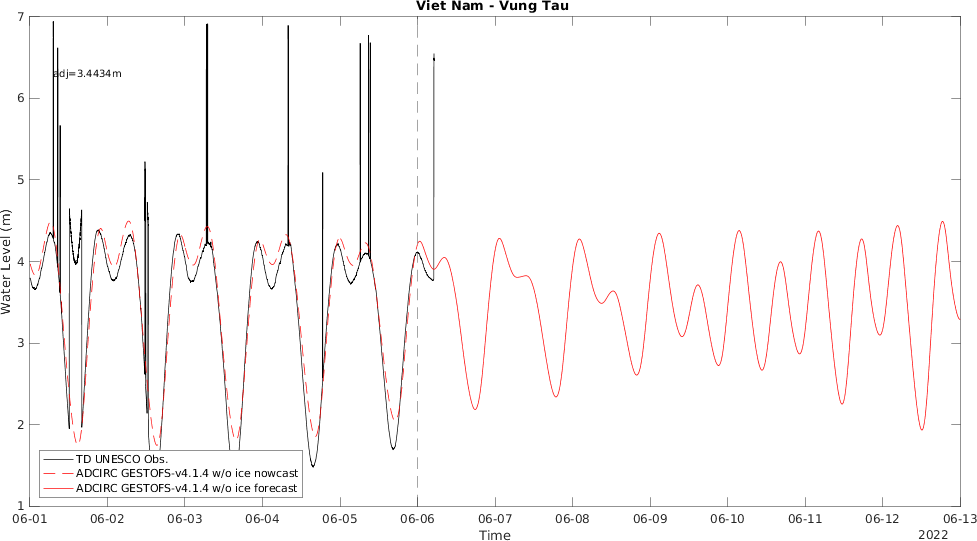 Viet Nam - Vung Tau
7
adj=3.4434m
6
5
4
3
2
1
Water Level (m)
TD UNESCO Obs.
ADCIRC GESTOFS-v4.1.4 w/o ice nowcast
ADCIRC GESTOFS-v4.1.4 w/o ice forecast
06-01 06-02 06-03 06-04 06-05 06-06 06-07 06-08 06-09 06-10 06-11 06-12 06-13
Time
2022